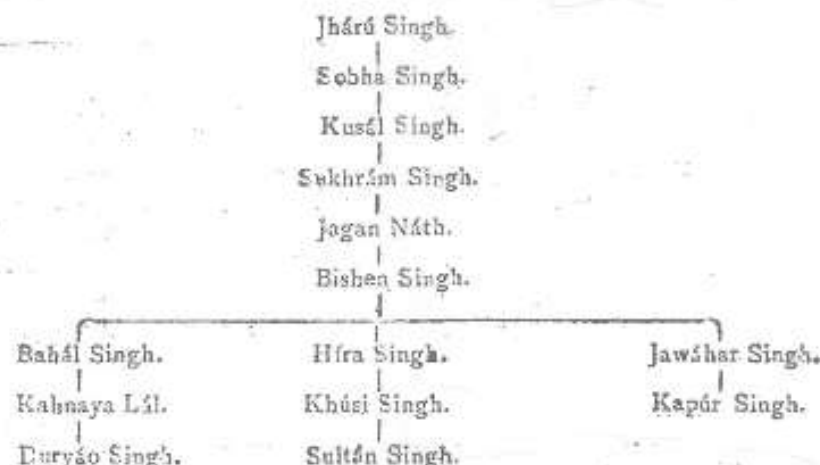 Jhárú Singh.
Sobha Singh.
Kusál Singh.
Sukhrám Singh.
Jagan Náth.
Bishen Singh.
Bahál Singh. Híra Singh. Jawáhar Singh.
Kahnaya Lál. Khúsi Singh. Kapúr Singh.
Duryáo Singh. Sultán Singh.